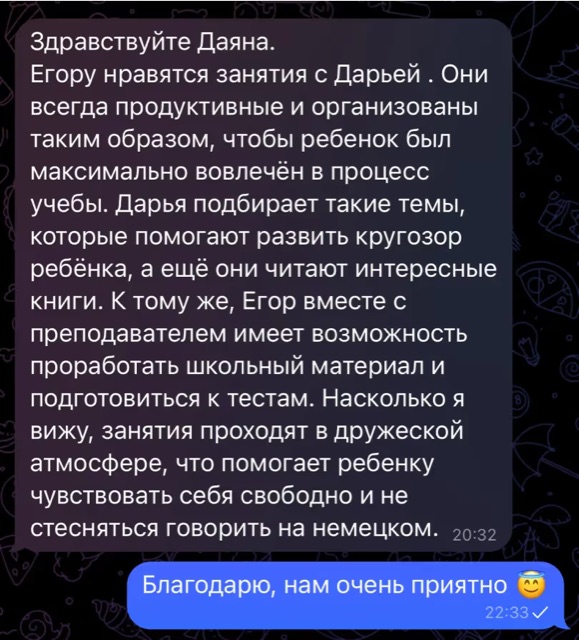 Здравствуйте Даяна.
Егору нравятся занятия с Дарьей . Они
всегда продуктивные и организованы
таким образом, чтобы ребенок был
максимально вовлечён в процесс
учебы. Дарья подбирает такие темы,
которые помогают развить кругозор
ребёнка, а ещё они читают интересные
книги. К тому же, Егор вместе с
преподавателем имеет возможность
проработать школьный материал и
подготовиться к тестам. Насколько я
вижу, занятия проходят в дружеской
атмосфере, что помогает ребенку
чувствовать себя свободно и не
стесняться говорить на немецком. 20:32
Благодарю, нам очень приятно 😇
22:33